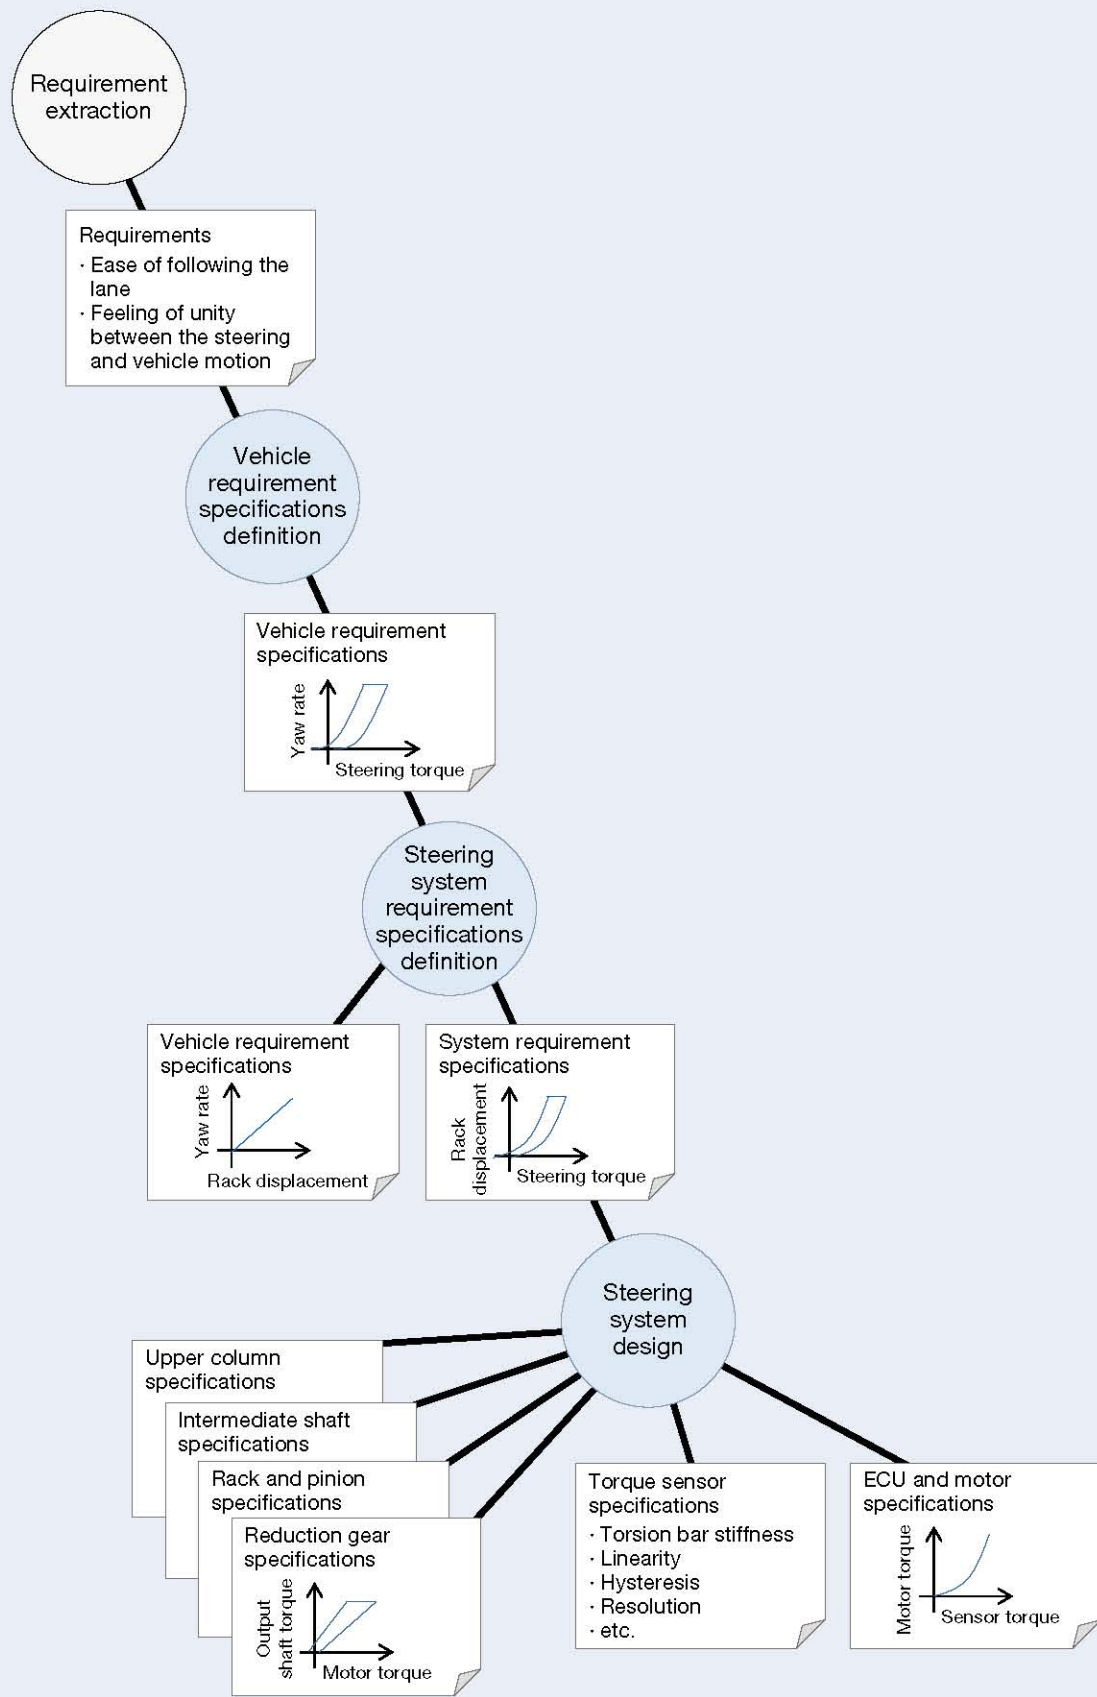 Requirement
extraction
Requirements
· Ease of following the
lane
· Feeling of unity
between the steering
and vehicle motion
Vehicle
requirement
specifications
definition
Vehicle requirement
specifications
Yaw rate
Steering torque
Steering
system
requirement
specifications
definition
Vehicle requirement
specifications
Yaw rate
Rack displacement
System requirement
specifications
Rack
displacement
Steering torque
Steering
system
design
Upper column
specifications
Intermediate shaft
specifications
Rack and pinion
specifications
Reduction gear
specifications
Output
shaft torque
Motor torque
Torque sensor
specifications
· Torsion bar stiffness
· Linearity
· Hysteresis
· Resolution
· etc.
ECU and motor
specifications
Motor torque
Sensor torque